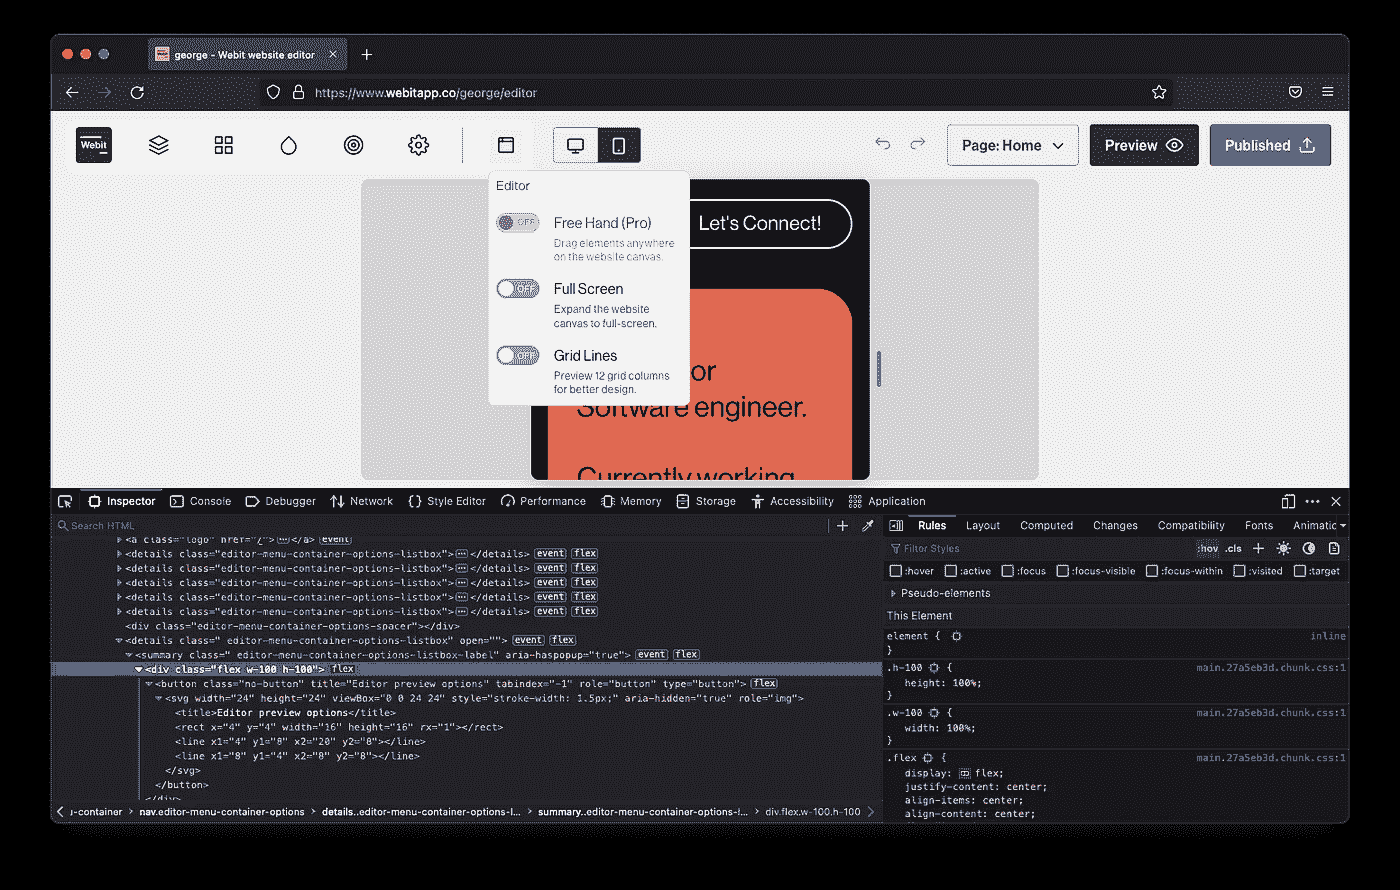 george - Webit website editor
https://www.webitapp.co/george/editor
Webit
Page: Home
Preview
Published
Editor
OFF
Free Hand (Pro)
Drag elements anywhere
on the website canvas.
OFF
Full Screen
Expand the website
canvas to full-screen.
OFF
Grid Lines
Preview 12 grid columns
for better design.
Let's Connect!
or
Software engineer.
Currently working
Inspector Console Debugger Network Style Editor Performance Memory Storage Accessibility Application
Search HTML
<a class="logo" href="/"></a> event
<details class="editor-menu-container-options-listbox"></details> event flex
<details class="editor-menu-container-options-listbox"></details> event flex
<details class="editor-menu-container-options-listbox"></details> event flex
<details class="editor-menu-container-options-listbox"></details> event flex
<details class="editor-menu-container-options-listbox"></details> event flex
<div class="editor-menu-container-options-spacer"></div>
<details class=" editor-menu-container-options-listbox" open=""> event flex
<summary class=" editor-menu-container-options-listbox-label" aria-haspopup="true"> event flex
<div class="flex w-100 h-100"> flex
<button class="no-button" title="Editor preview options" tabindex="-1" role="button" type="button"> flex
<svg width="24" height="24" viewBox="0 0 24 24" style="stroke-width: 1.5px;" aria-hidden="true" role="img">
<title>Editor preview options</title>
<rect x="4" y="4" width="16" height="16" rx="1"></rect>
<line x1="4" y1="8" x2="20" y2="8"></line>
<line x1="8" y1="4" x2="8" y2="8"></line>
</svg>
</button>
</div>
u-container > nav.editor-menu-container-options > details..editor-menu-container-options-l... > summary..editor-menu-container-options-l... > div.flex.w-100.h-100
Rules Layout Computed Changes Compatibility Fonts Animatic
Filter Styles
:hov .cls
:hover :active :focus :focus-visible :focus-within :visited :target
Pseudo-elements
This Element
element { inline
}
.h-100 { main.27a5eb3d.chunk.css:1
height: 100%;
}
.w-100 { main.27a5eb3d.chunk.css:1
width: 100%;
}
.flex { main.27a5eb3d.chunk.css:1
display: flex;
justify-content: center;
align-items: center;
align-content: center;